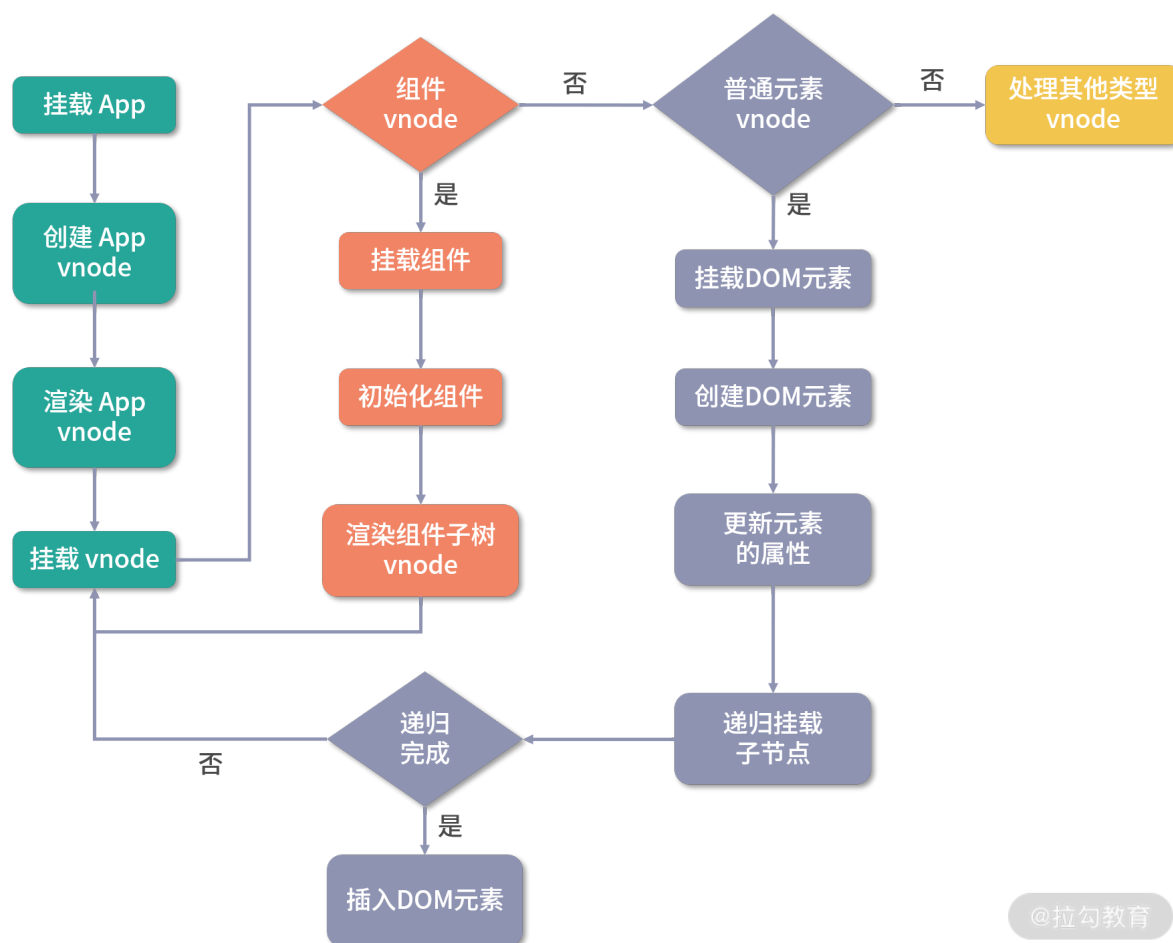 挂载 App
创建 App
vnode
渲染 App
vnode
挂载 vnode
组件
vnode
否
是
挂载组件
初始化组件
渲染组件子树
vnode
普通元素
vnode
否
处理其他类型
vnode
是
挂载DOM元素
创建DOM元素
更新元素
的属性
递归挂载
子节点
递归
完成
否
是
插入DOM元素
@拉勾教育